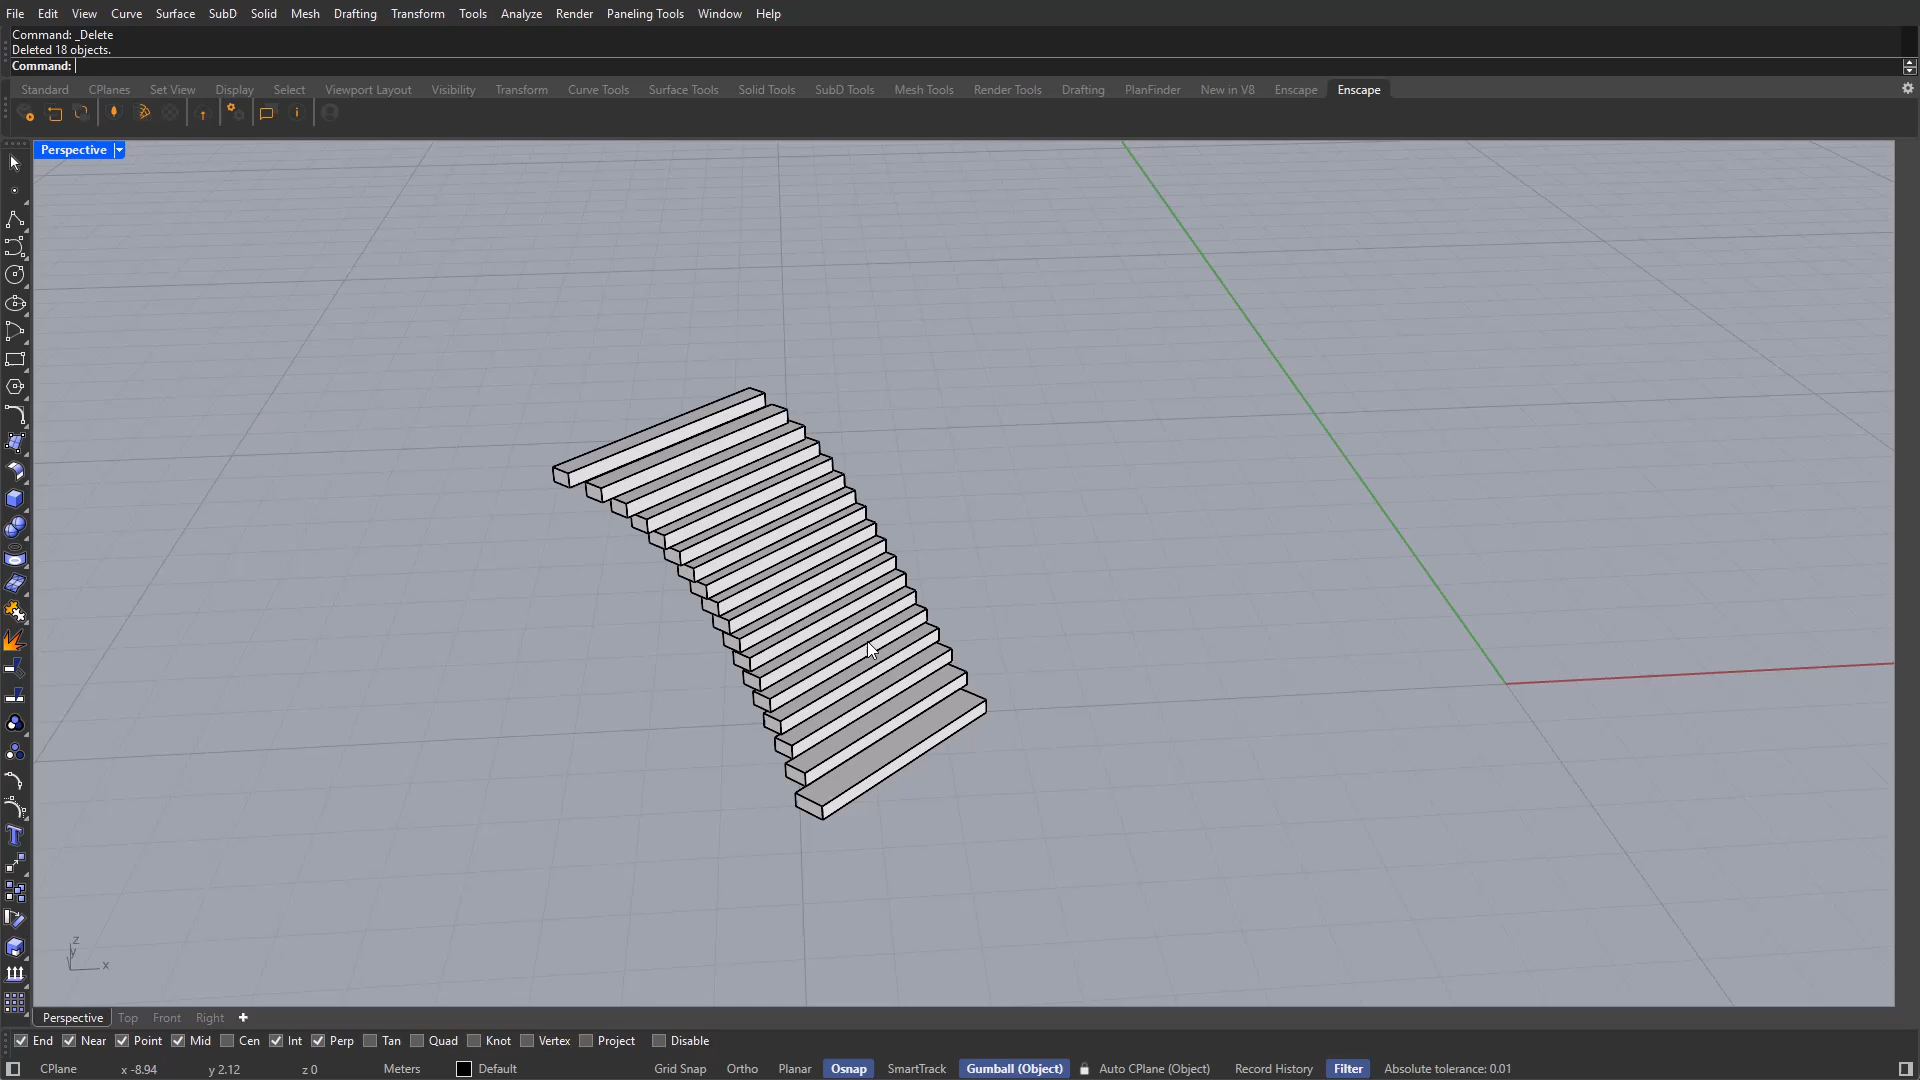 File Edit View Curve Surface SubD Solid Mesh Drafting Transform Tools Analyze Render Paneling Tools Window Help
Command: _Delete
Deleted 18 objects.
Command:
Standard CPlanes Set View Display Select Viewport Layout Visibility Transform Curve Tools Surface Tools Solid Tools SubD Tools Mesh Tools Render Tools Drafting PlanFinder New in V8 Enscape Enscape
Perspective
z
y
x
Perspective Top Front Right
End Near Point Mid Cen Int Perp Tan Quad Knot Vertex Project Disable
CPlane x -8.94 y 2.12 z 0 Meters Default Grid Snap Ortho Planar Osnap SmartTrack Gumball (Object) Auto CPlane (Object) Record History Filter Absolute tolerance: 0.01